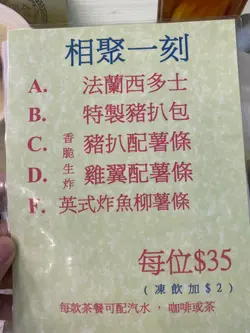 相聚一刻
A. 法蘭西多士
B. 特製豬扒包
C. 香脆生炸 豬扒配薯條
D. 雞翼配薯條
F. 英式炸魚柳薯條
每位$35
(凍飲加$2)
每款茶餐可配汽水，咖啡或茶